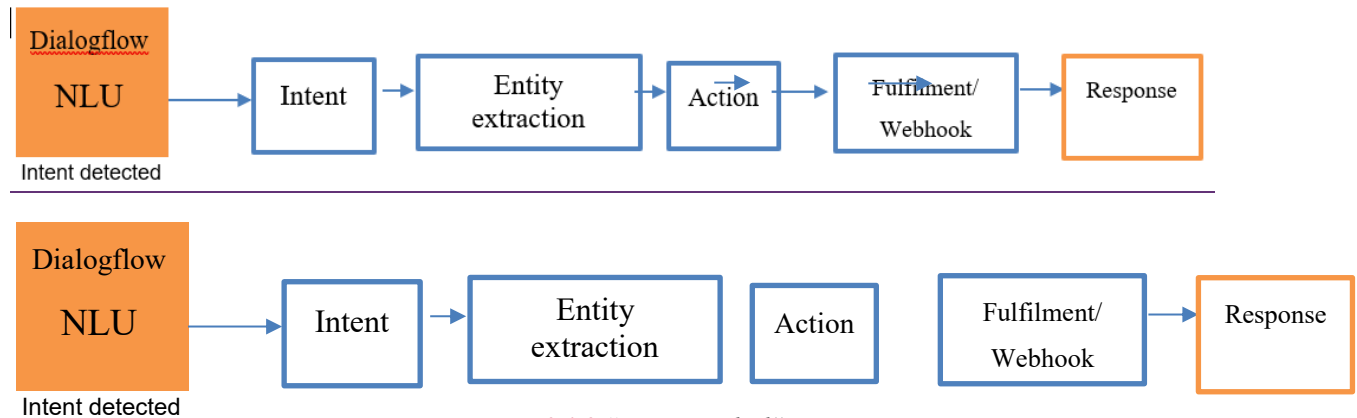 Dialogflow
NLU
Intent detected
Intent
Entity
extraction
Action
Fulfilment/
Webhook
Response
Dialogflow
NLU
Intent detected
Intent
Entity
extraction
Action
Fulfilment/
Webhook
Response